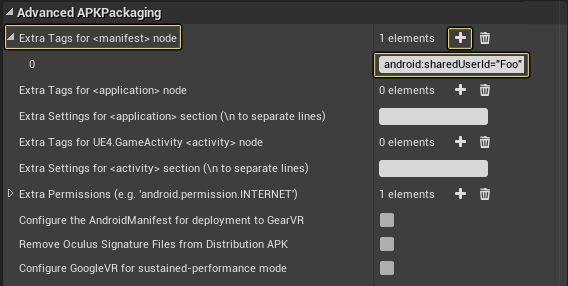 Advanced APKPackaging
Extra Tags for <manifest> node 1 elements
0 android:sharedUserId="Foo"
Extra Tags for <application> node 0 elements
Extra Settings for <application> section (\n to separate lines)
Extra Tags for UE4.GameActivity <activity> node 0 elements
Extra Settings for <activity> section (\n to separate lines)
Extra Permissions (e.g. 'android.permission.INTERNET') 1 elements
Configure the AndroidManifest for deployment to GearVR
Remove Oculus Signature Files from Distribution APK
Configure GoogleVR for sustained-performance mode